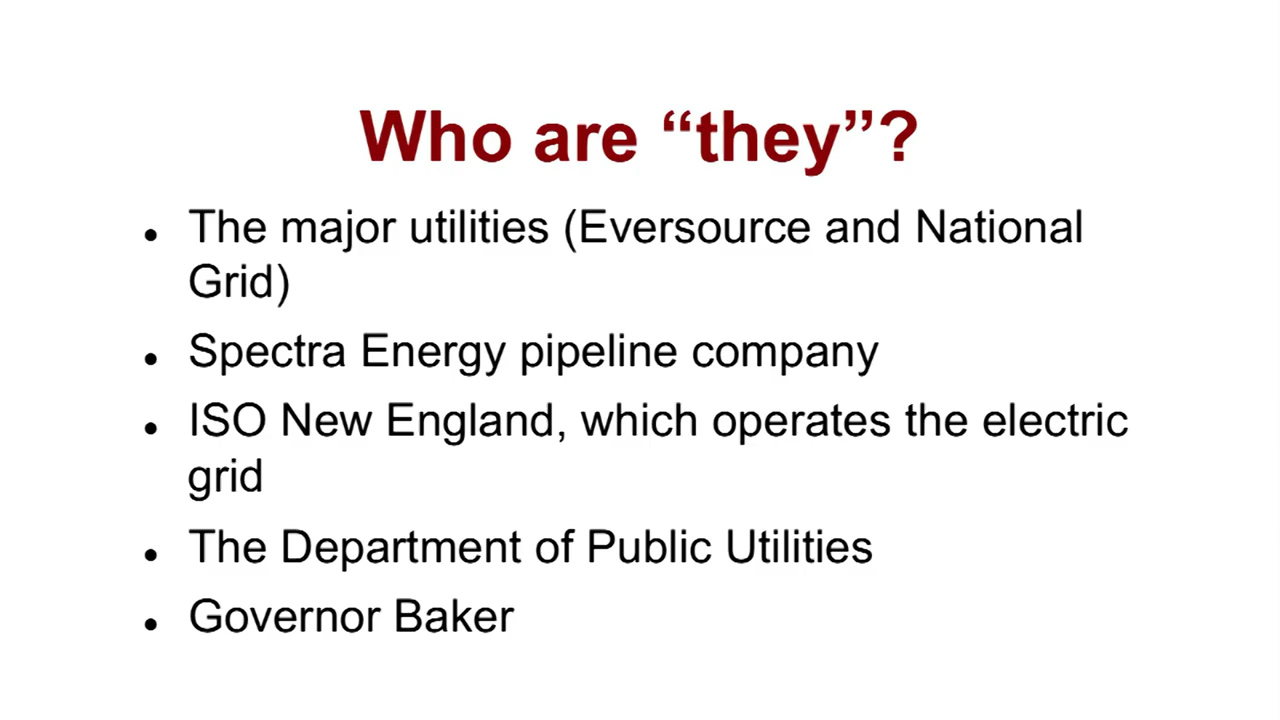 Who are “they”?
● The major utilities (Eversource and National
Grid)
● Spectra Energy pipeline company
● ISO New England, which operates the electric
grid
● The Department of Public Utilities
● Governor Baker